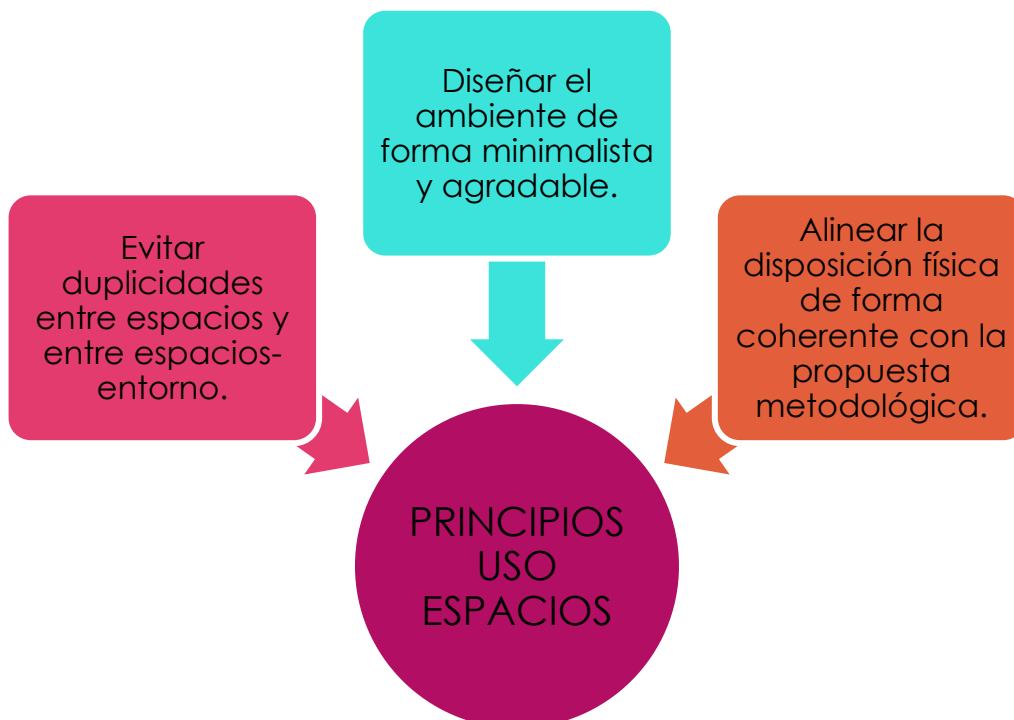 Diseñar el
ambiente de
forma minimalista
y agradable.
Evitar
duplicidades
entre espacios y
entre espacios-
entorno.
Alinear la
disposición física
de forma
coherente con la
propuesta
metodológica.
PRINCIPIOS
USO
ESPACIOS